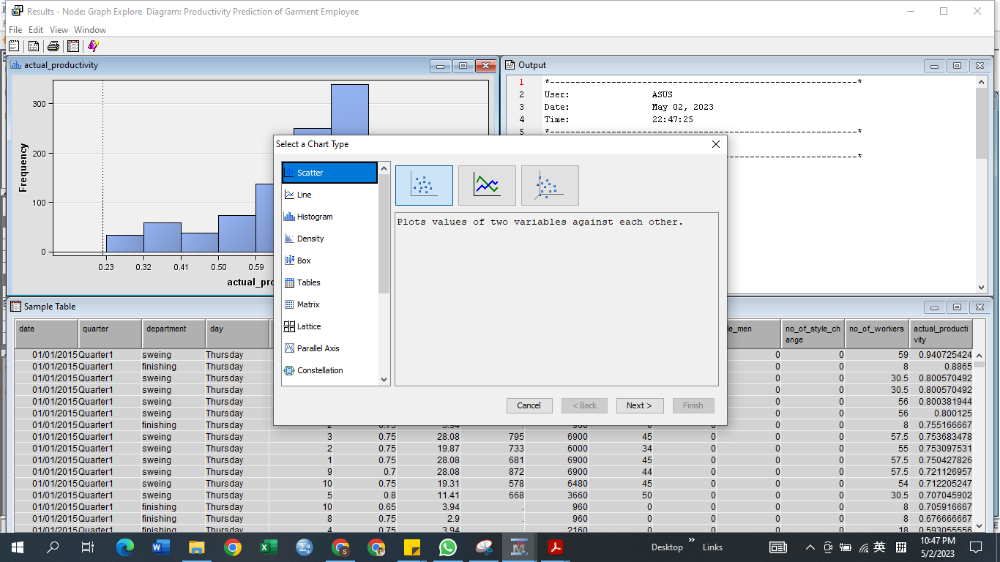 Results - Node: Graph Explore  Diagram: Productivity Prediction of Garment Employee
File Edit View Window
actual_productivity
Frequency
300
200
100
0
0.23 0.32 0.41 0.50 0.59
Output
1 *------------------------------------------------------------*
2 User: ASUS
3 Date: May 02, 2023
4 Time: 22:47:25
5 *------------------------------------------------------------*
Select a Chart Type
Scatter
Line
Histogram
Density
Box
Tables
Matrix
Lattice
Parallel Axis
Constellation
Plots values of two variables against each other.
Cancel < Back Next > Finish
Sample Table
date quarter department day no_of_style_change no_of_workers actual_productivity
01/01/2015 Quarter1 sweing Thursday 0 0 59 0.940725424
01/01/2015 Quarter1 finishing Thursday 0 0 8 0.8865
01/01/2015 Quarter1 sweing Thursday 0 0 30.5 0.800570492
01/01/2015 Quarter1 sweing Thursday 0 0 30.5 0.800570492
01/01/2015 Quarter1 sweing Thursday 0 0 56 0.800381944
01/01/2015 Quarter1 sweing Thursday 0 0 56 0.800125
01/01/2015 Quarter1 finishing Thursday 2 0.75 3.94 . 960 0 0 0 8 0.755166667
01/01/2015 Quarter1 sweing Thursday 3 0.75 28.08 795 6900 45 0 0 57.5 0.753683478
01/01/2015 Quarter1 sweing Thursday 2 0.75 19.87 733 6000 34 0 0 55 0.753097531
01/01/2015 Quarter1 sweing Thursday 1 0.75 28.08 681 6900 45 0 0 57.5 0.750427826
01/01/2015 Quarter1 sweing Thursday 9 0.7 28.08 872 6900 44 0 0 57.5 0.721126957
01/01/2015 Quarter1 sweing Thursday 10 0.75 19.31 578 6480 45 0 0 54 0.712205247
01/01/2015 Quarter1 sweing Thursday 5 0.8 11.41 668 3660 50 0 0 30.5 0.707045902
01/01/2015 Quarter1 finishing Thursday 10 0.65 3.94 . 960 0 0 0 8 0.705916667
01/01/2015 Quarter1 finishing Thursday 8 0.75 2.9 . 960 0 0 0 8 0.676666667
01/01/2015 Quarter1 finishing Thursday 4 0.75 3.94 2160 0 0 0 18 0.593055556
Desktop Links
英
10:47 PM
5/2/2023